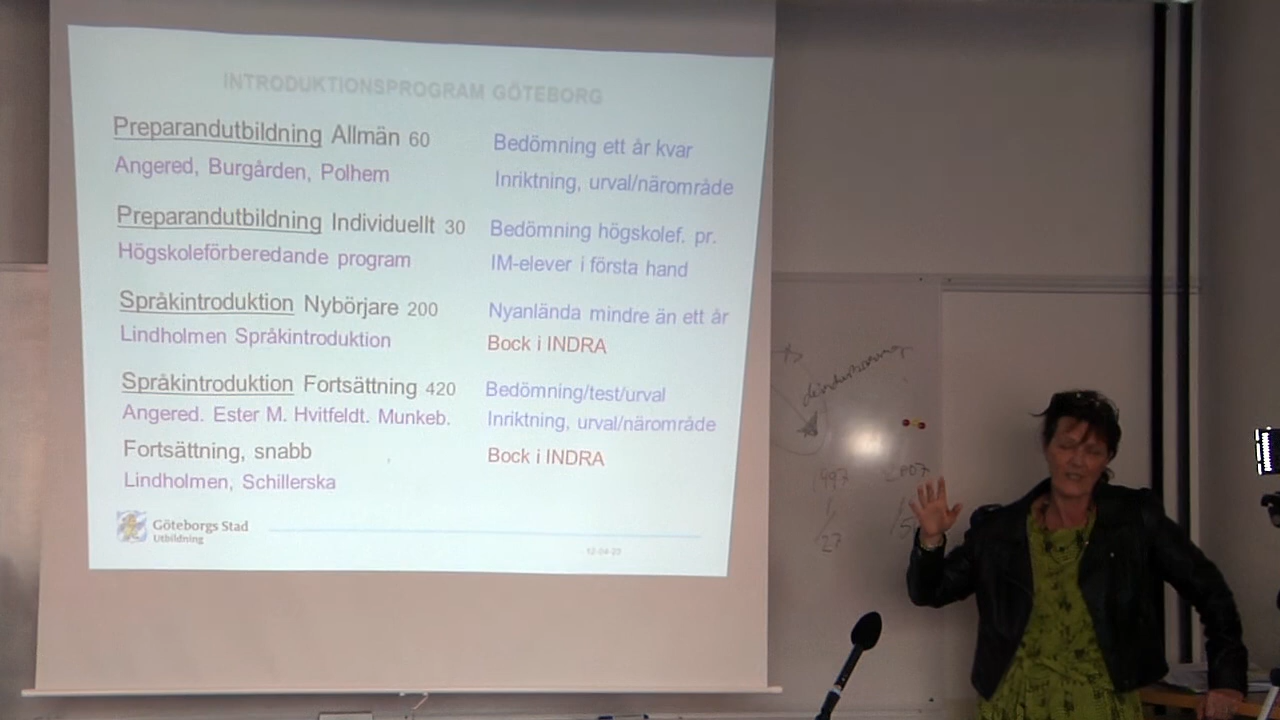 INTRODUKTIONSPROGRAM GÖTEBORG
Preparandutbildning Allmän 60
Bedömning ett år kvar
Angered, Burgården, Polhem
Inriktning, urval/närområde
Preparandutbildning Individuellt 30
Bedömning högskolef. pr.
Högskoleförberedande program
IM-elever i första hand
Språkintroduktion Nybörjare 200
Nyanlända mindre än ett år
Lindholmen Språkintroduktion
Bock i INDRA
Språkintroduktion Fortsättning 420
Bedömning/test/urval
Angered. Ester M. Hvitfeldt. Munkeb.
Inriktning, urval/närområde
Fortsättning, snabb
Bock i INDRA
Lindholmen, Schillerska
Göteborgs Stad
Utbildning
1997
27